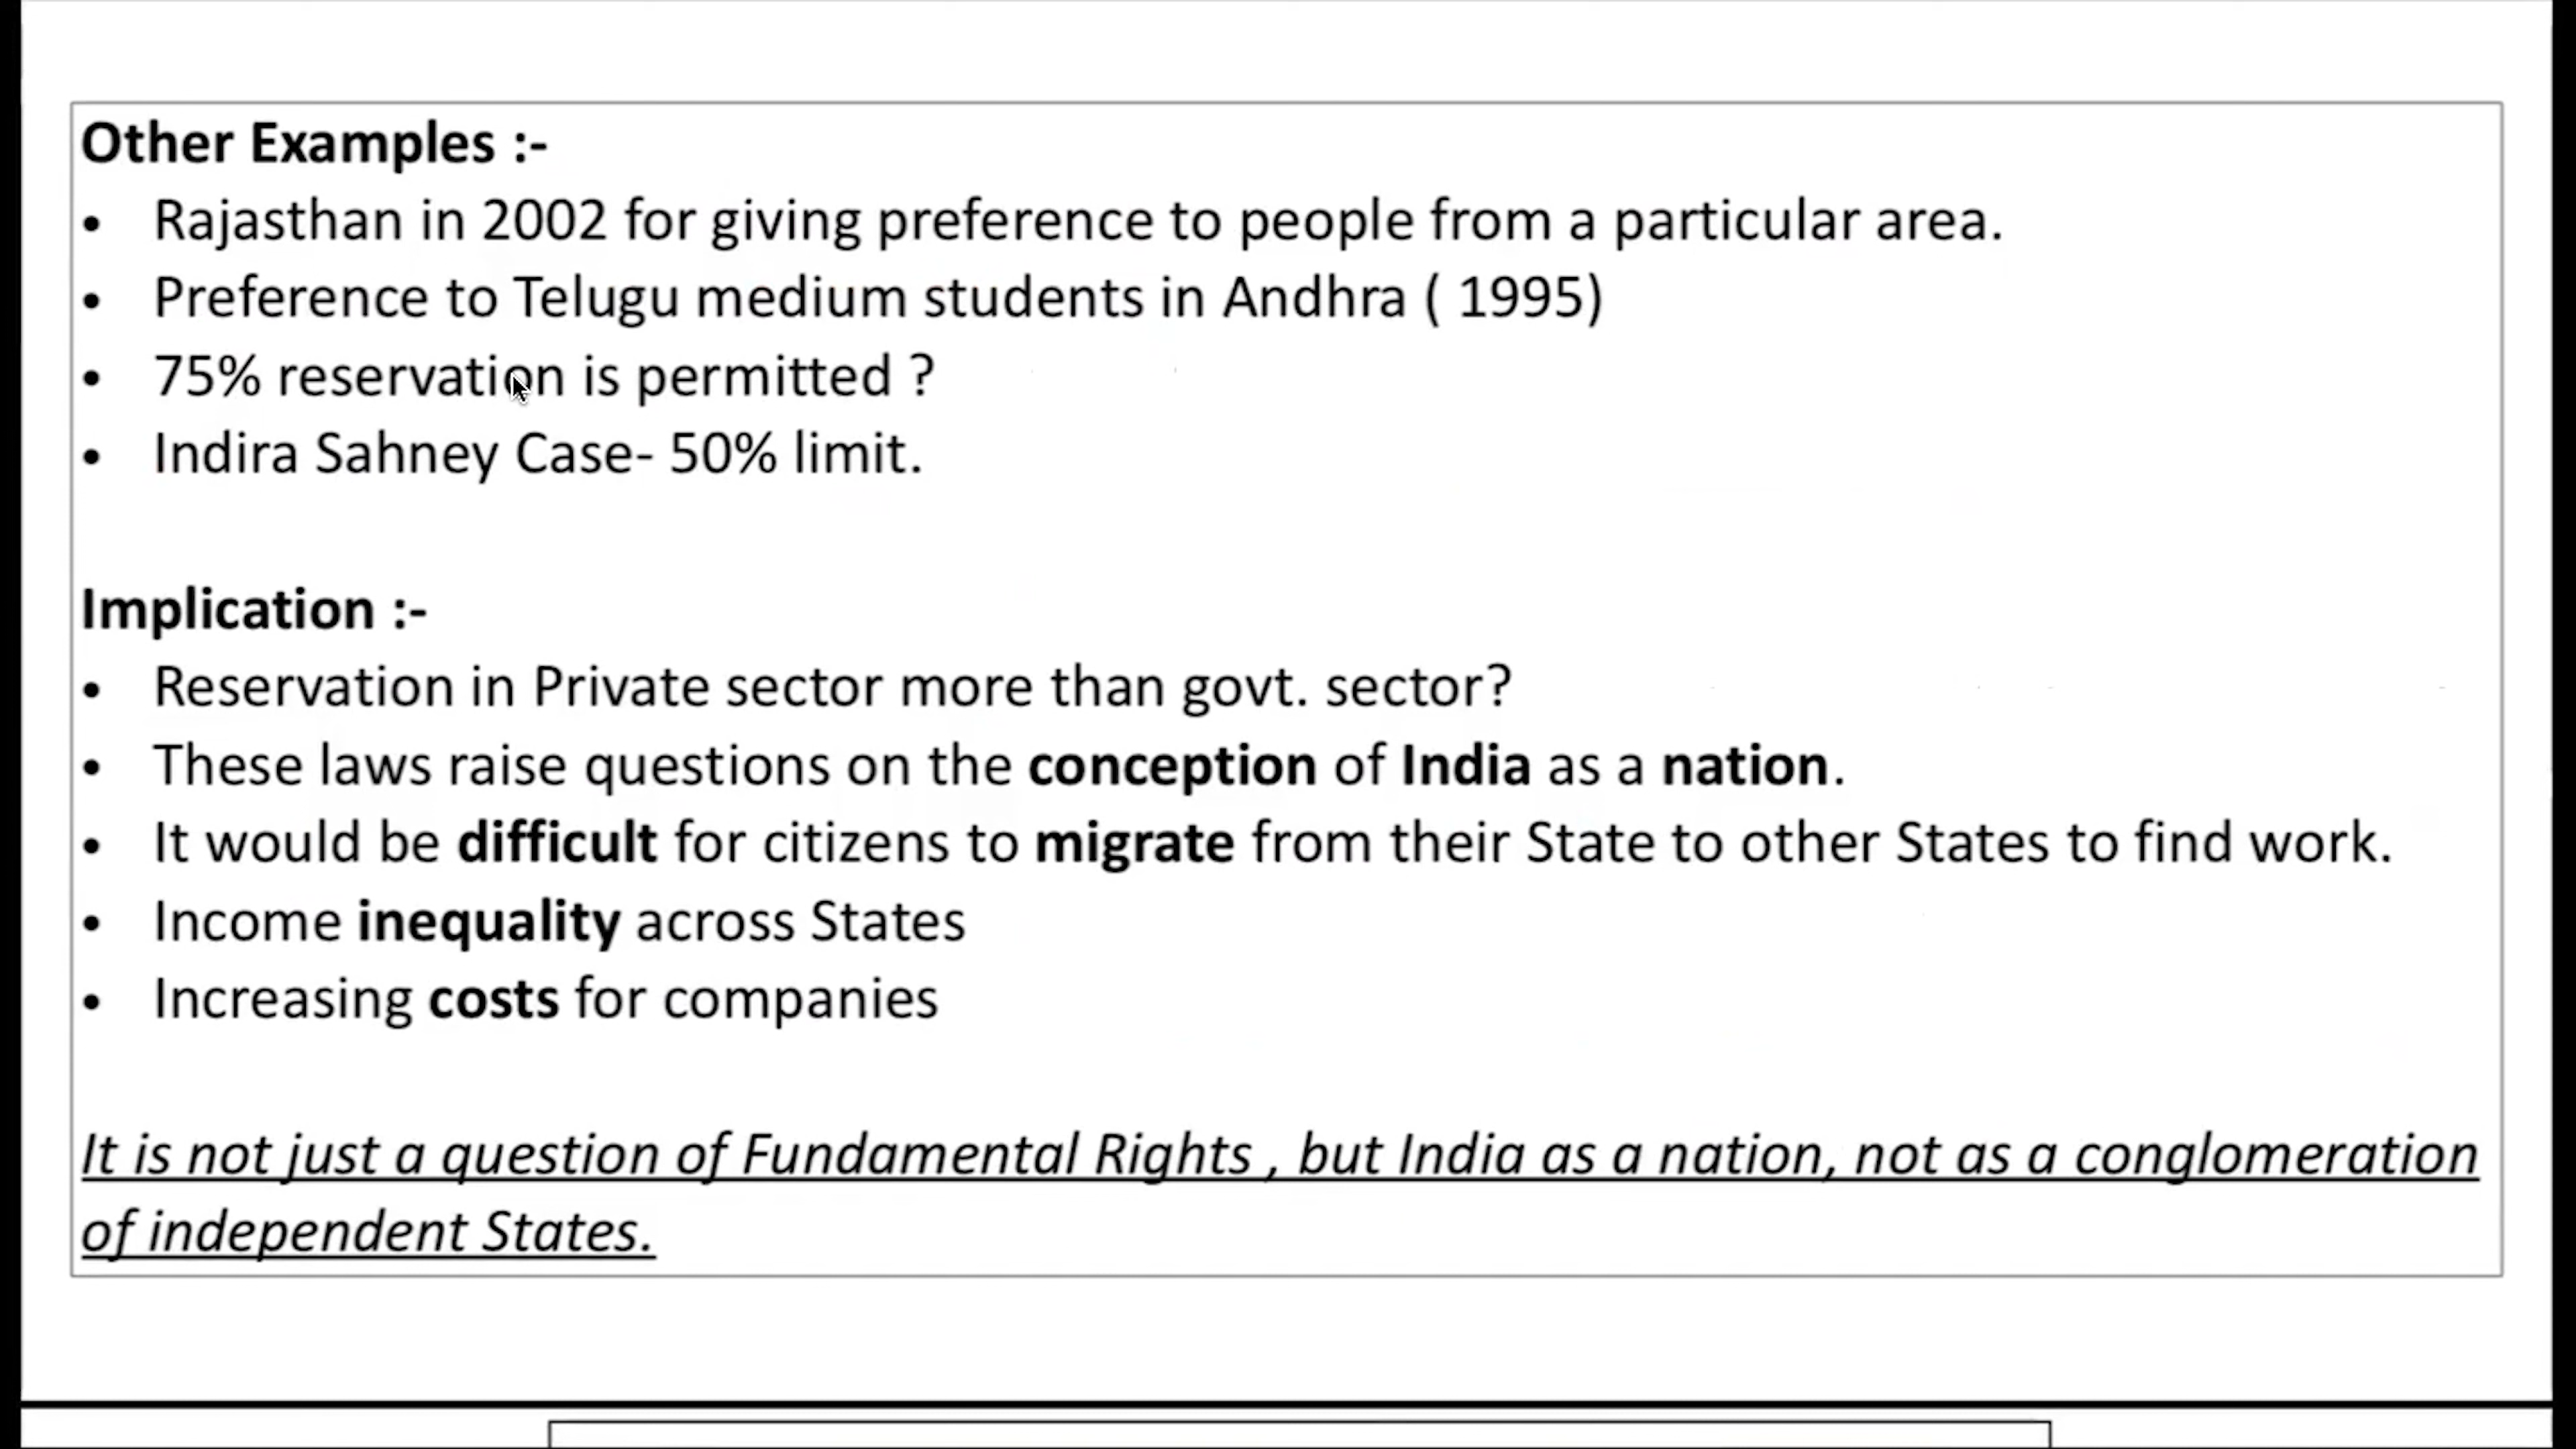 Other Examples :-
• Rajasthan in 2002 for giving preference to people from a particular area.
• Preference to Telugu medium students in Andhra ( 1995)
• 75% reservation is permitted ?
• Indira Sahney Case- 50% limit.
Implication :-
• Reservation in Private sector more than govt. sector?
• These laws raise questions on the conception of India as a nation.
• It would be difficult for citizens to migrate from their State to other States to find work.
• Income inequality across States
• Increasing costs for companies
It is not just a question of Fundamental Rights , but India as a nation, not as a conglomeration
of independent States.